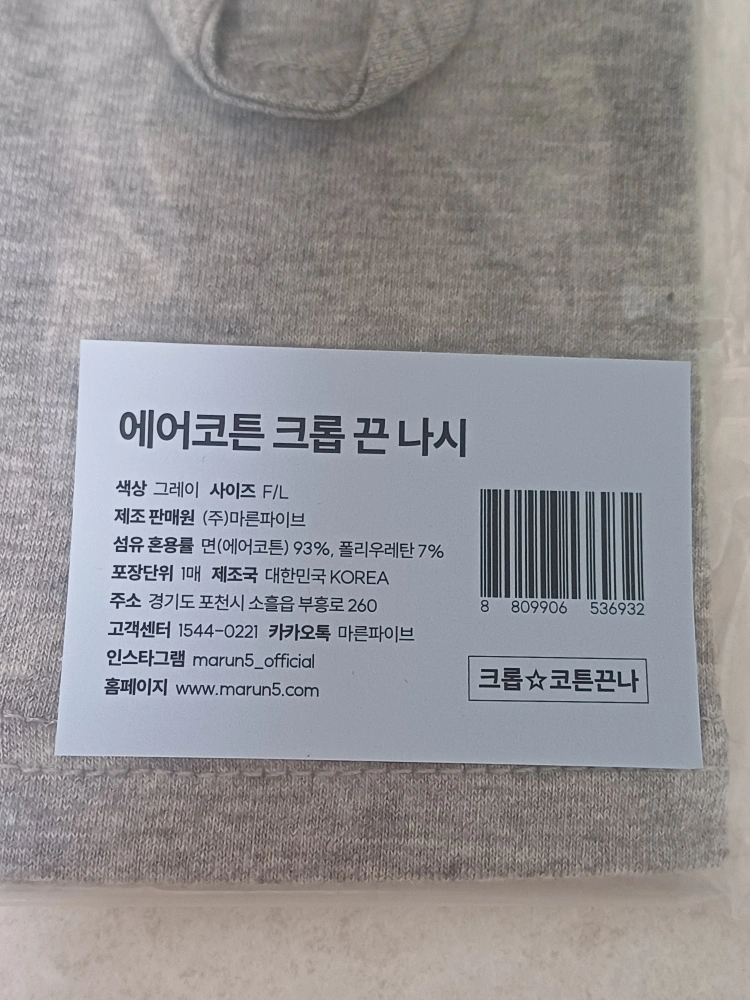 에어코튼 크롭 끈 나시
색상 그레이 사이즈 F/L
제조 판매원 (주)마른파이브
섬유 혼용률 면(에어코튼) 93%, 폴리우레탄 7%
포장단위 1매 제조국 대한민국 KOREA
주소 경기도 포천시 소흘읍 부흥로 260
고객센터 1544-0221 카카오톡 마른파이브
인스타그램 marun5_official
홈페이지 www.marun5.com
8 809906 536932
크롭☆코튼끈나